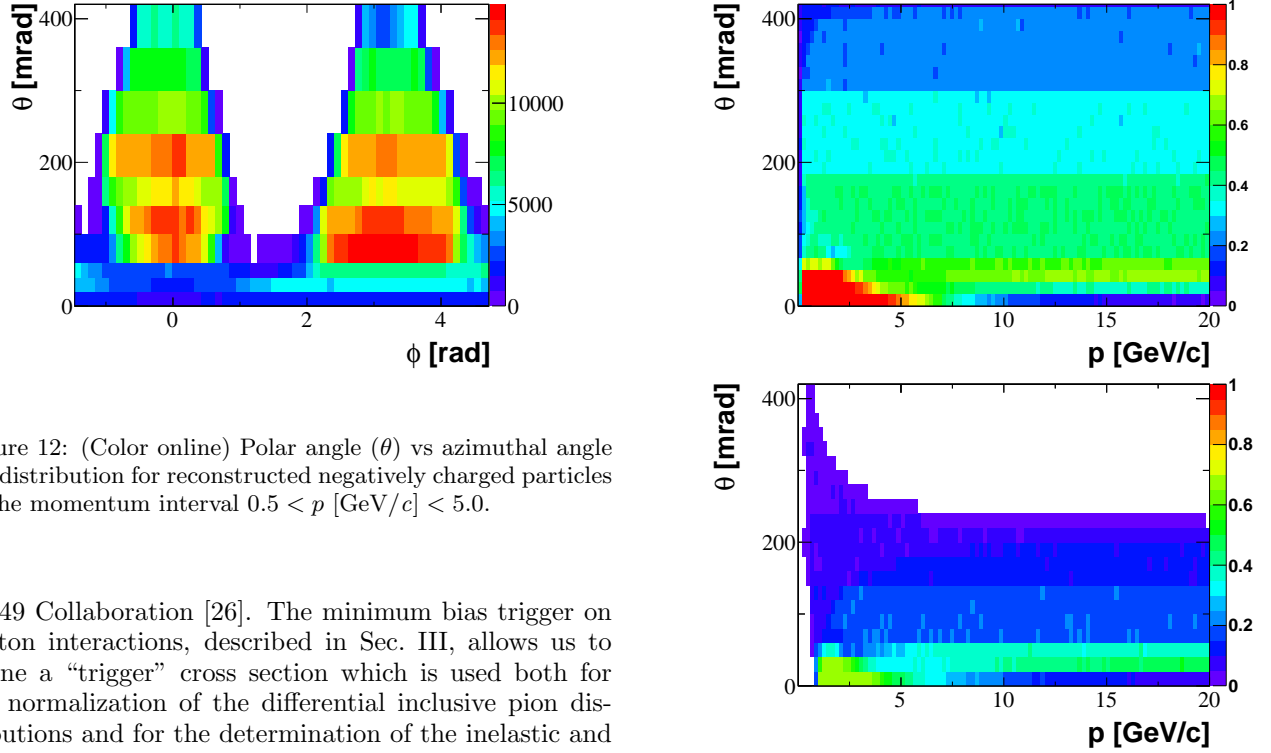 400
200
0
θ [mrad]
0
2
4
ϕ [rad]
10000
5000
0
ure 12: (Color online) Polar angle (θ) vs azimuthal angle
distribution for reconstructed negatively charged particles
he momentum interval 0.5 < p [GeV/c] < 5.0.
49 Collaboration [26]. The minimum bias trigger on
ton interactions, described in Sec. III, allows us to
ne a “trigger” cross section which is used both for
normalization of the differential inclusive pion dis-
butions and for the determination of the inelastic and
400
200
0
θ [mrad]
5
10
15
20
p [GeV/c]
1
0.8
0.6
0.4
0.2
0
400
200
0
θ [mrad]
5
10
15
20
p [GeV/c]
1
0.8
0.6
0.4
0.2
0